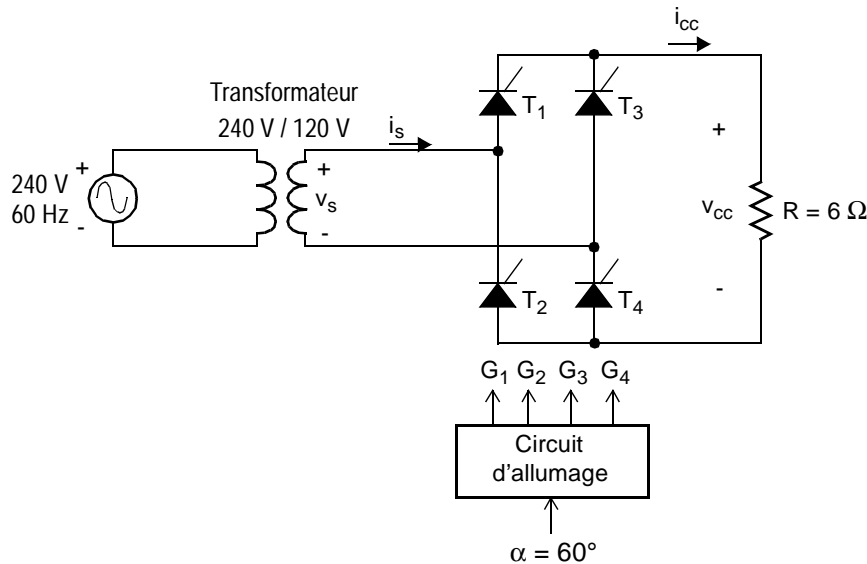 i_cc
Transformateur
240 V / 120 V
i_s
T_1
T_3
+
+
240 V
60 Hz
-
+
v_s
-
v_cc
R = 6 Ω
T_2
T_4
-
G_1 G_2 G_3 G_4
Circuit
d'allumage
α = 60°